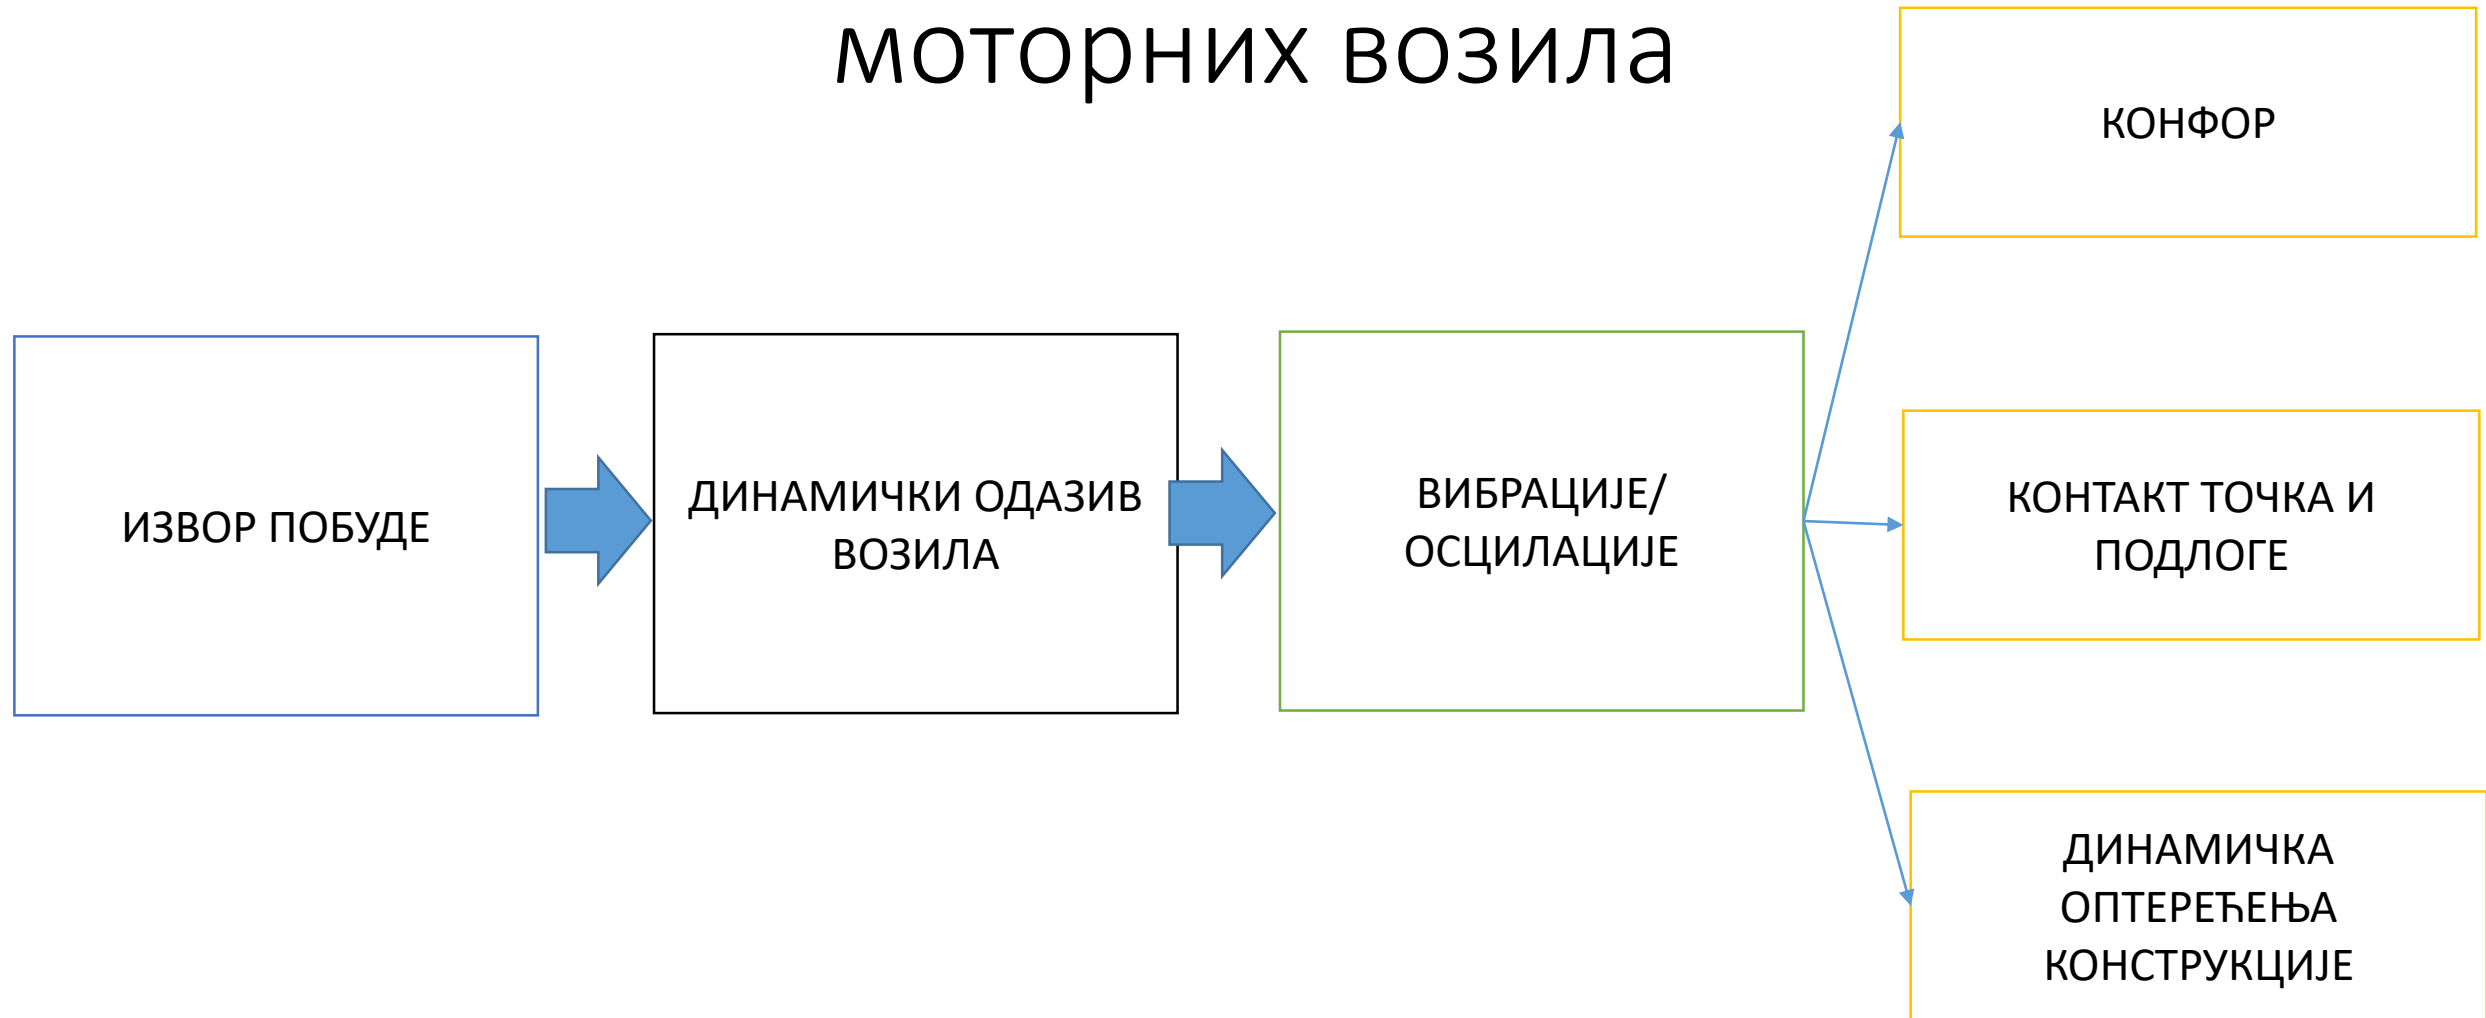 моторних возила
КОНФОР
ИЗВОР ПОБУДЕ
ДИНАМИЧКИ ОДАЗИВ
ВОЗИЛА
ВИБРАЦИЈЕ/
ОСЦИЛАЦИЈЕ
КОНТАКТ ТОЧКА И
ПОДЛОГЕ
ДИНАМИЧКА
ОПТЕРЕЋЕЊА
КОНСТРУКЦИЈЕ